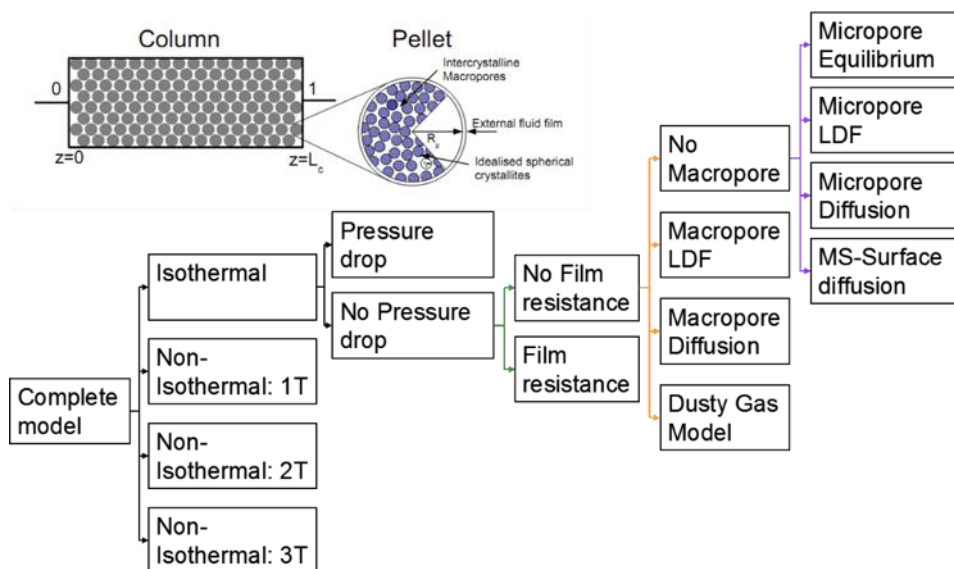 Column
Pellet
Intercrystalline
Macropores
0
1
External fluid film
R
Idealised spherical
crystallites
z=0
z=Lc
Micropore
Equilibrium
Micropore
LDF
Micropore
Diffusion
MS-Surface
diffusion
No
Macropore
Macropore
LDF
Macropore
Diffusion
Dusty Gas
Model
No Film
resistance
Film
resistance
Pressure
drop
No Pressure
drop
Isothermal
Non-
Isothermal: 1T
Non-
Isothermal: 2T
Non-
Isothermal: 3T
Complete
model